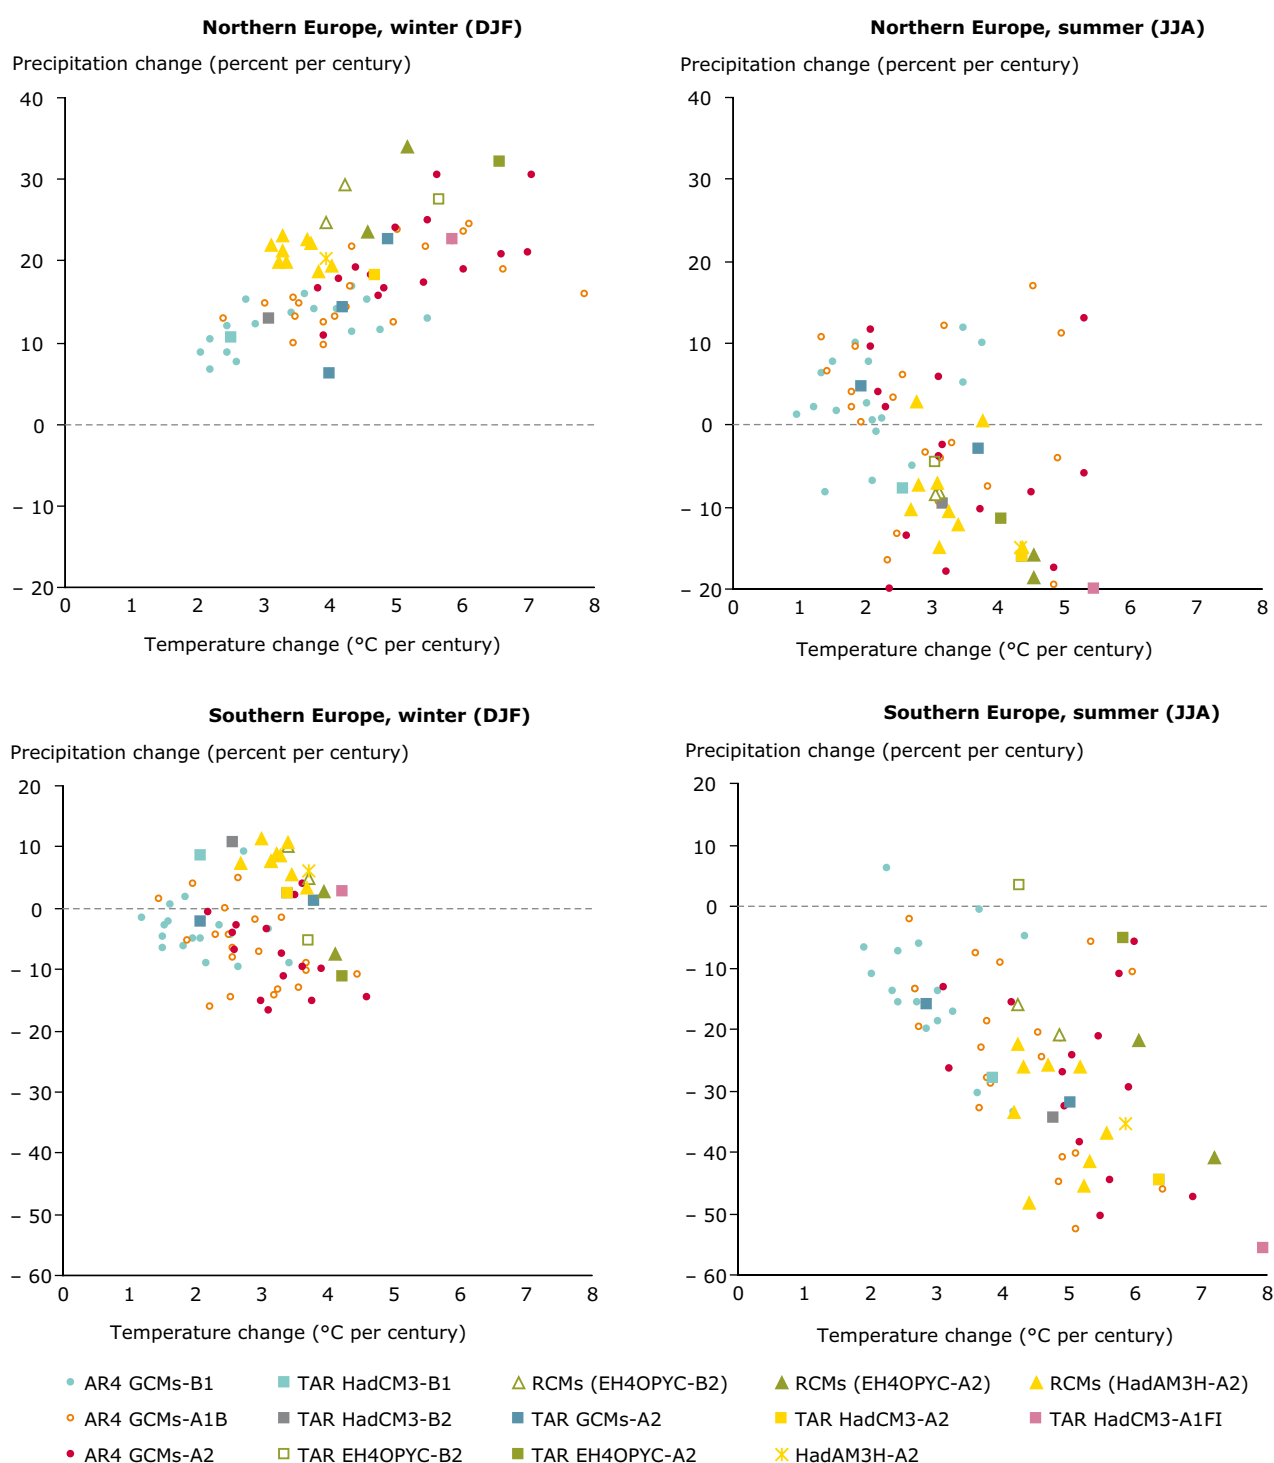 Northern Europe, winter (DJF)
Precipitation change (percent per century)
40
30
20
10
0
– 10
– 20
0 1 2 3 4 5 6 7 8
Temperature change (°C per century)
Northern Europe, summer (JJA)
Precipitation change (percent per century)
40
30
20
10
0
– 10
– 20
0 1 2 3 4 5 6 7 8
Temperature change (°C per century)
Southern Europe, winter (DJF)
Precipitation change (percent per century)
20
10
0
– 10
– 20
– 30
– 40
– 50
– 60
0 1 2 3 4 5 6 7 8
Temperature change (°C per century)
Southern Europe, summer (JJA)
Precipitation change (percent per century)
20
10
0
– 10
– 20
– 30
– 40
– 50
– 60
0 1 2 3 4 5 6 7 8
Temperature change (°C per century)
AR4 GCMs-B1 TAR HadCM3-B1 RCMs (EH4OPYC-B2) RCMs (EH4OPYC-A2) RCMs (HadAM3H-A2)
AR4 GCMs-A1B TAR HadCM3-B2 TAR GCMs-A2 TAR HadCM3-A2 TAR HadCM3-A1FI
AR4 GCMs-A2 TAR EH4OPYC-B2 TAR EH4OPYC-A2 HadAM3H-A2